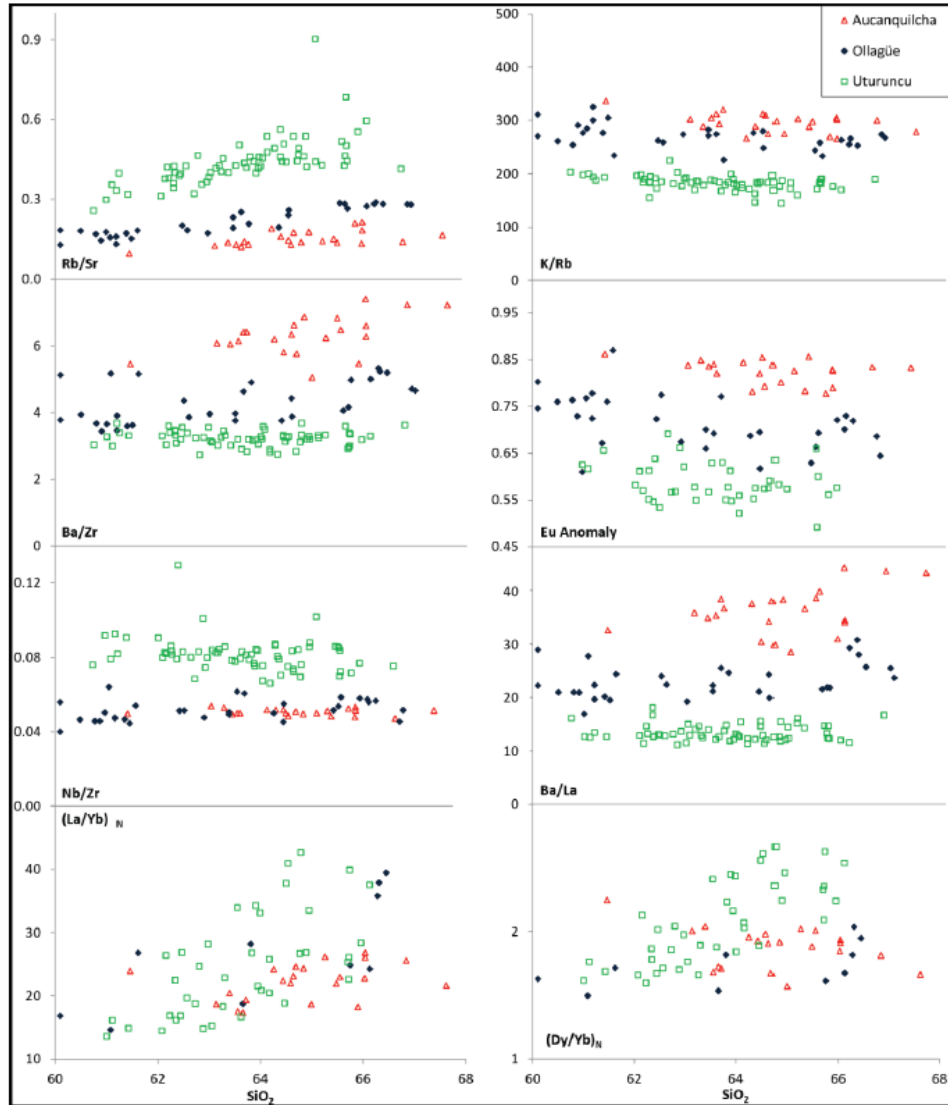 0.9
0.6
0.3
0.0
Rb/Sr
500
400
300
200
100
0
K/Rb
Aucanquilcha
Ollagüe
Uturuncu
6
4
2
0
Ba/Zr
0.95
0.85
0.75
0.65
0.55
0.45
Eu Anomaly
0.12
0.08
0.04
0.00
Nb/Zr
40
30
20
10
0
Ba/La
(La/Yb) N
40
30
20
10
60 62 64 66 68
SiO2
2
1
(Dy/Yb)N
60 62 64 66 68
SiO2